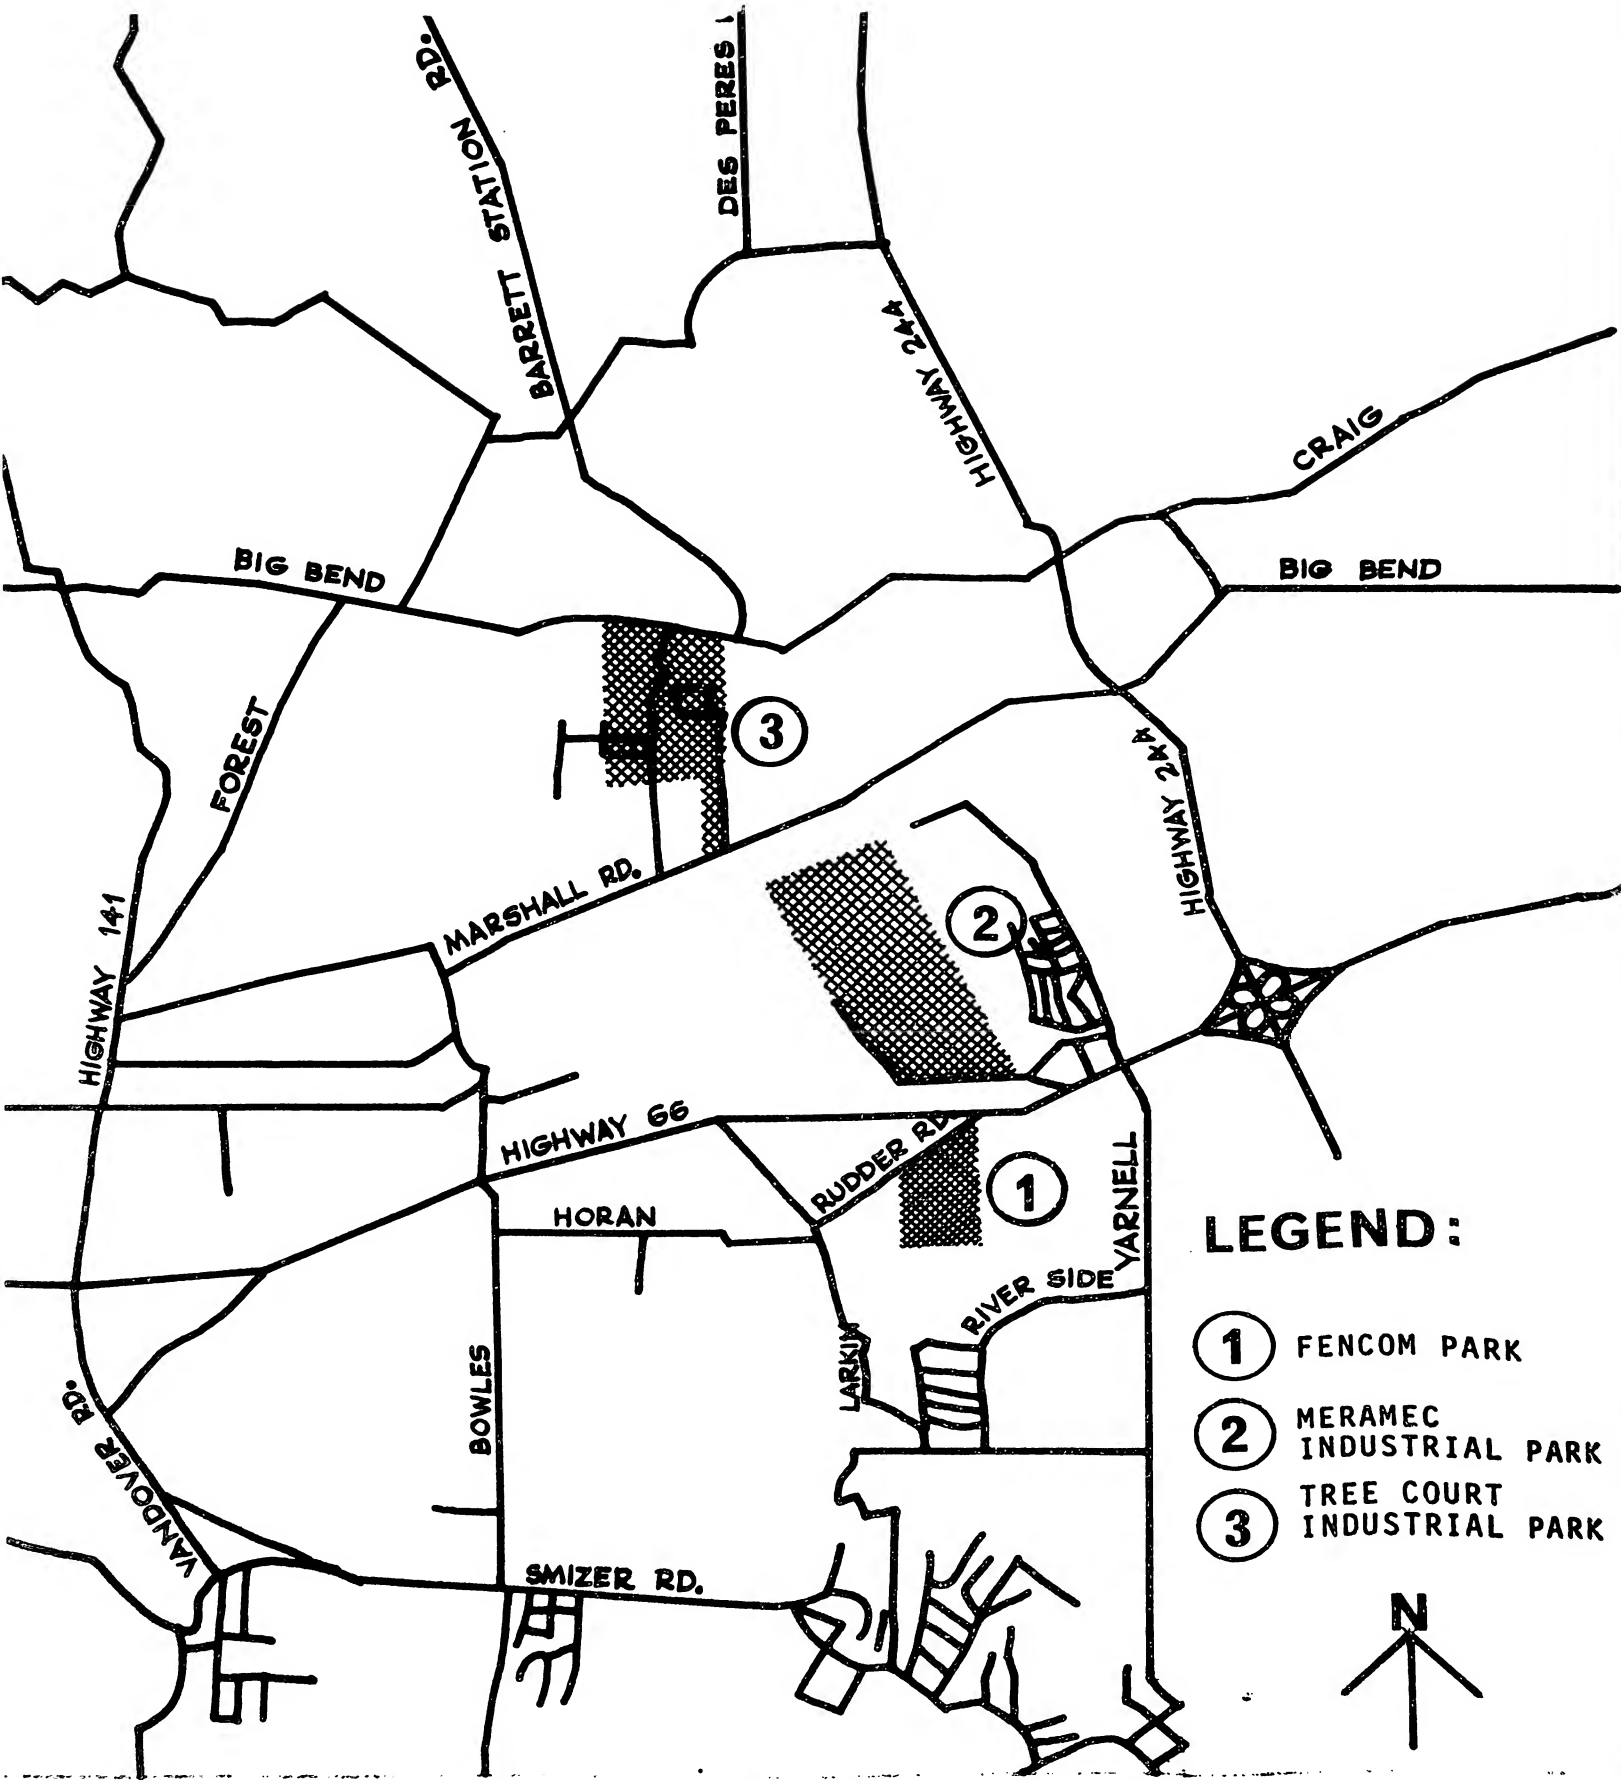 BARRETT STATION RD.
DES PERES
HIGHWAY 244
CRAIG
BIG BEND
BIG BEND
FOREST
3
HIGHWAY 244
MARSHALL RD.
2
HIGHWAY 141
HIGHWAY 66
RUDDER RD.
1
YARNELL
HORAN
RIVER SIDE
LARKIN
BOWLES
VANDOVER RD.
SMIZER RD.
LEGEND:
1 FENCOM PARK
2 MERAMEC
INDUSTRIAL PARK
3 TREE COURT
INDUSTRIAL PARK
N